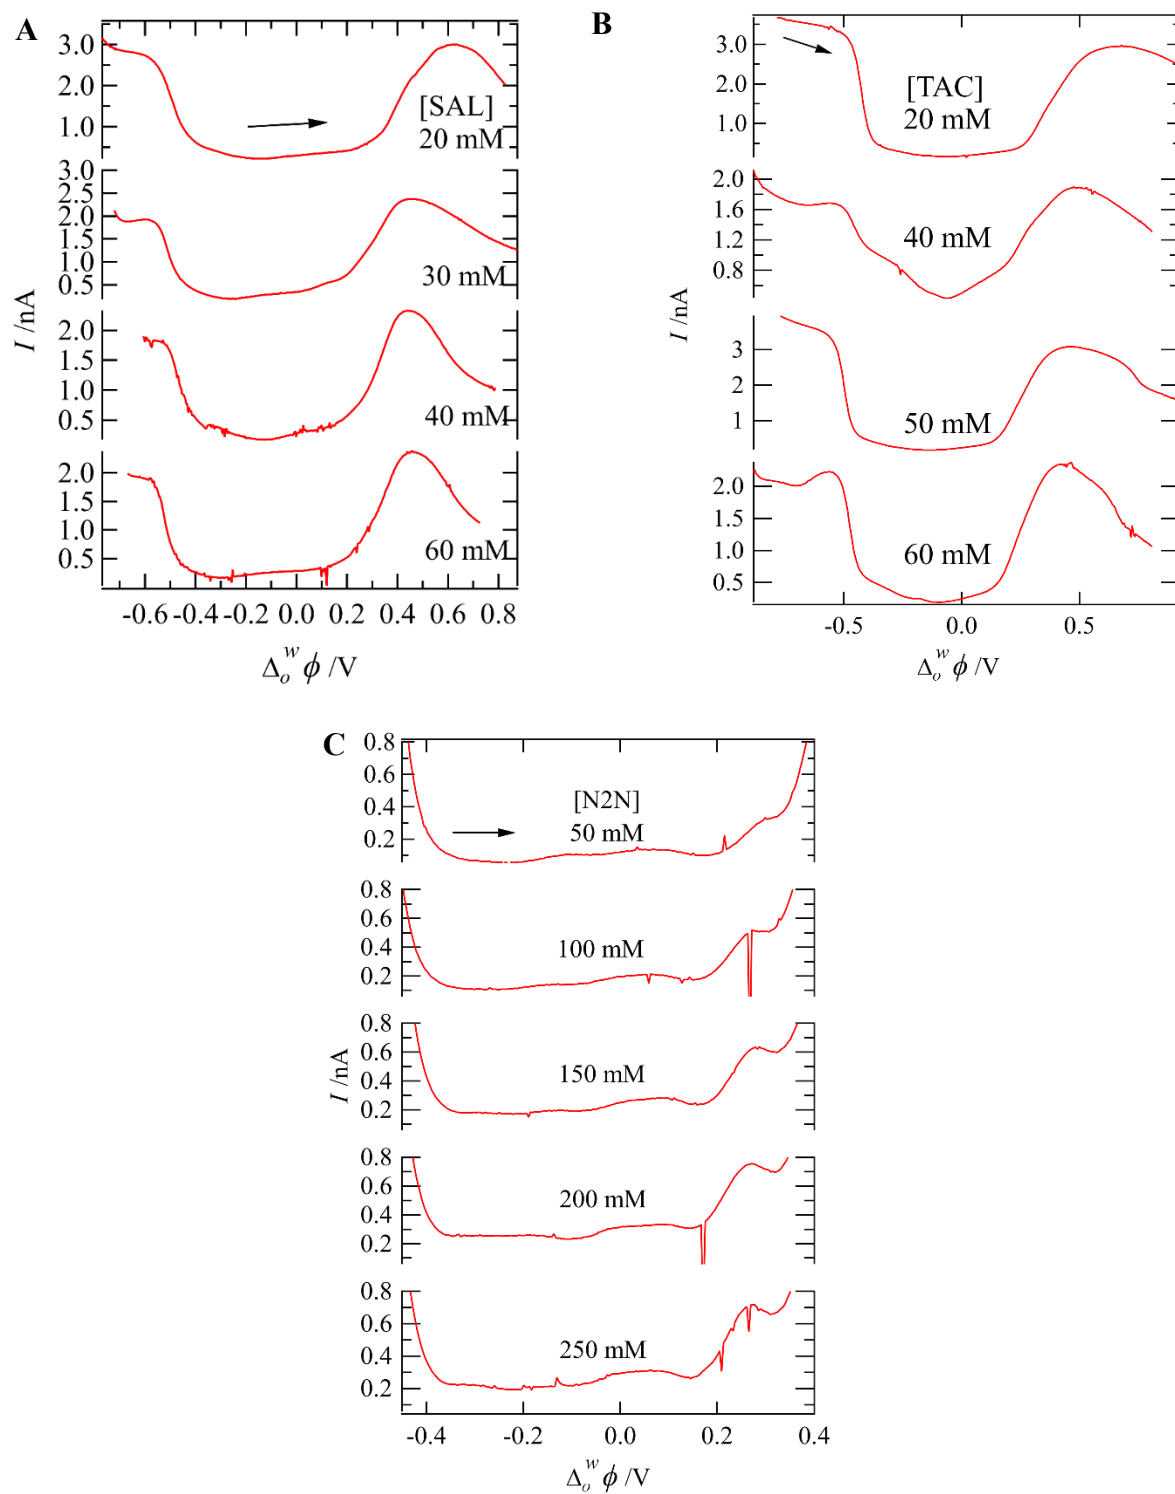 A
3.0
2.0
1.0
[SAL]
20 mM
3.0
2.5
2.0
1.5
1.0
0.5
30 mM
2.0
1.5
1.0
0.5
40 mM
2.0
1.5
1.0
0.5
60 mM
-0.6 -0.4 -0.2 0.0 0.2 0.4 0.6 0.8
I /nA
Δₒʷ ϕ /V
B
3.0
2.0
1.0
[TAC]
20 mM
2.0
1.6
1.2
0.8
40 mM
3
2
1
50 mM
2.0
1.5
1.0
0.5
60 mM
-0.5 0.0 0.5
I /nA
Δₒʷ ϕ /V
C
0.8
0.6
0.4
0.2
[N2N]
50 mM
0.8
0.6
0.4
0.2
100 mM
0.8
0.6
0.4
0.2
150 mM
0.8
0.6
0.4
0.2
200 mM
0.8
0.6
0.4
0.2
250 mM
-0.4 -0.2 0.0 0.2 0.4
I /nA
Δₒʷ ϕ /V